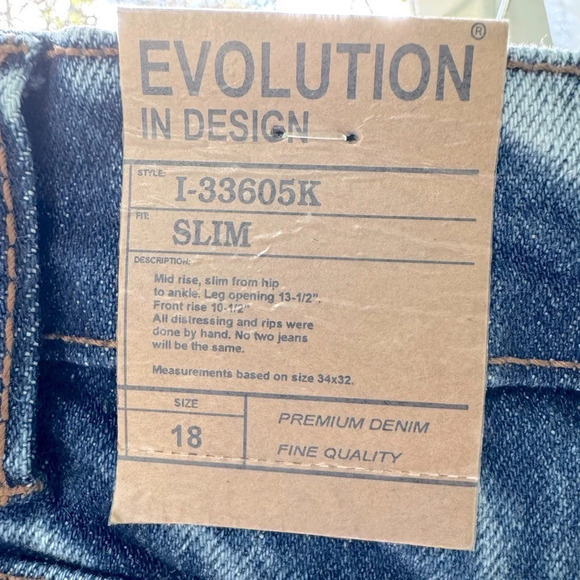 EVOLUTION®
IN DESIGN
STYLE:
I-33605K
FIT:
SLIM
DESCRIPTION:
Mid rise, slim from hip
to ankle. Leg opening 13-1/2".
Front rise 10-1/2"
All distressing and rips were
done by hand. No two jeans
will be the same.
Measurements based on size 34x32.
SIZE
18
PREMIUM DENIM
FINE QUALITY